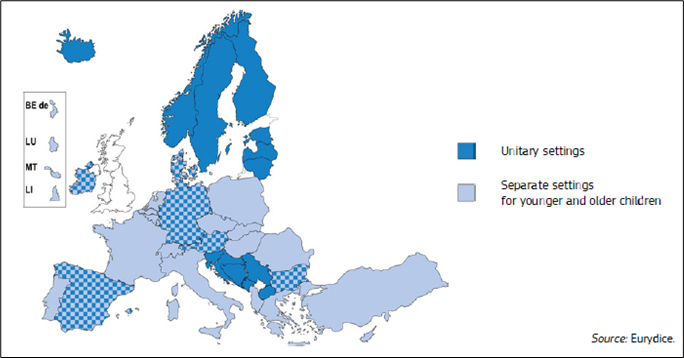 BE de
LU
MT
LI
Unitary settings
Separate settings
for younger and older children
Source: Eurydice.